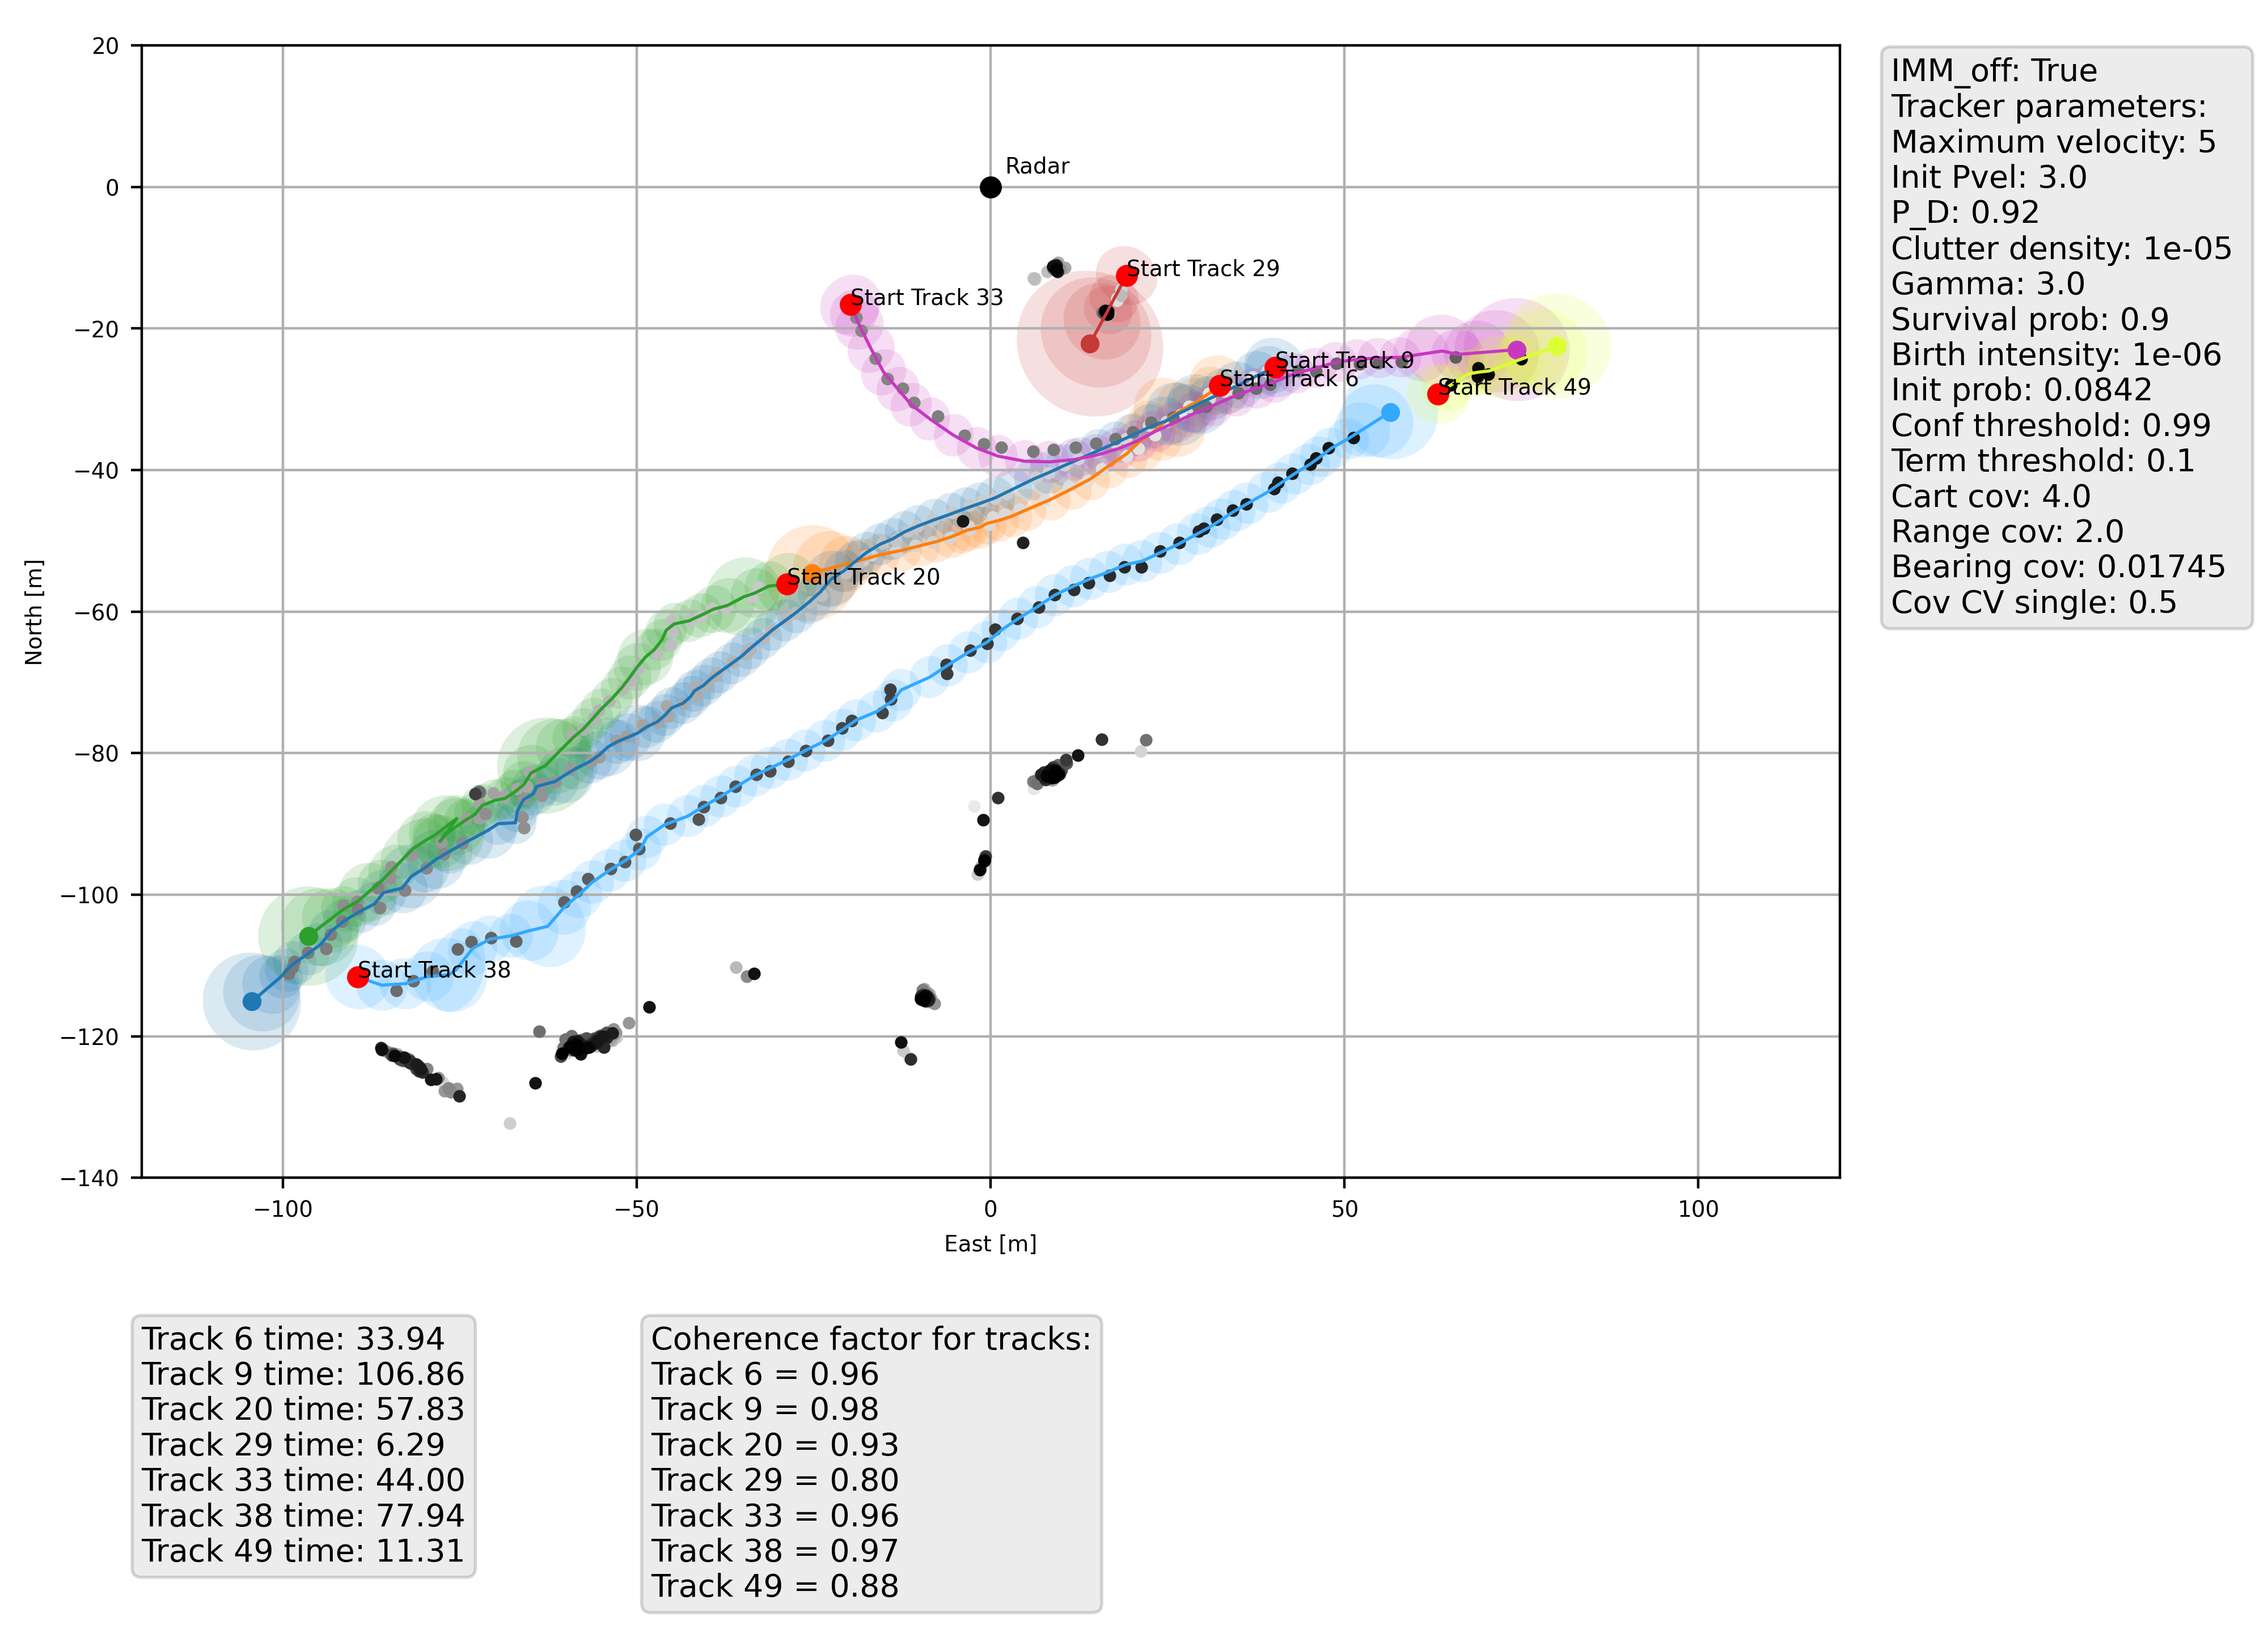 20
0
−20
−40
−60
−80
−100
−120
−140
North [m]
−100
−50
0
50
100
East [m]
Radar
Start Track 29
Start Track 33
Start Track 9
Start Track 6
Start Track 49
Start Track 20
Start Track 38
IMM_off: True
Tracker parameters:
Maximum velocity: 5
Init Pvel: 3.0
P_D: 0.92
Clutter density: 1e-05
Gamma: 3.0
Survival prob: 0.9
Birth intensity: 1e-06
Init prob: 0.0842
Conf threshold: 0.99
Term threshold: 0.1
Cart cov: 4.0
Range cov: 2.0
Bearing cov: 0.01745
Cov CV single: 0.5
Track 6 time: 33.94
Track 9 time: 106.86
Track 20 time: 57.83
Track 29 time: 6.29
Track 33 time: 44.00
Track 38 time: 77.94
Track 49 time: 11.31
Coherence factor for tracks:
Track 6 = 0.96
Track 9 = 0.98
Track 20 = 0.93
Track 29 = 0.80
Track 33 = 0.96
Track 38 = 0.97
Track 49 = 0.88